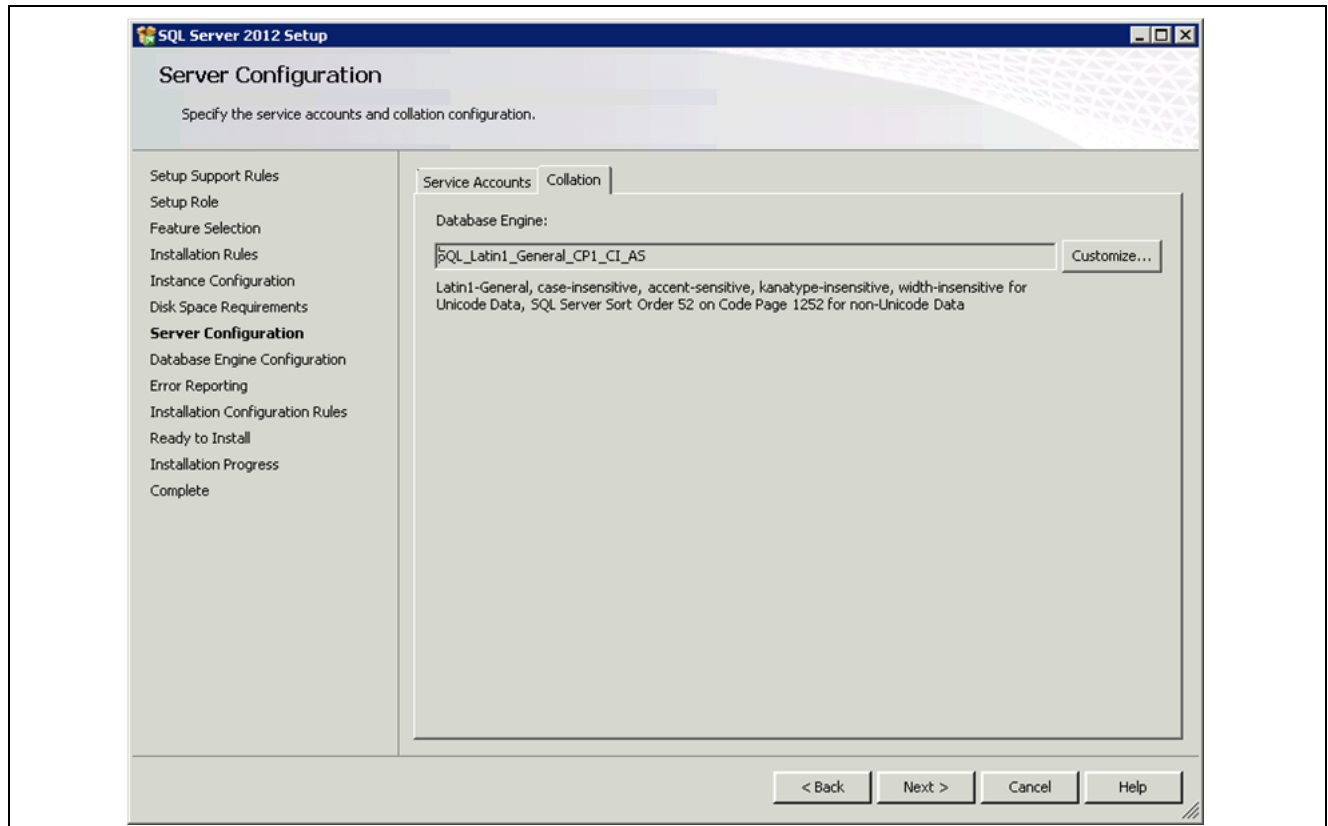 SQL Server 2012 Setup
Server Configuration
Specify the service accounts and collation configuration.
Setup Support Rules
Setup Role
Feature Selection
Installation Rules
Instance Configuration
Disk Space Requirements
Server Configuration
Database Engine Configuration
Error Reporting
Installation Configuration Rules
Ready to Install
Installation Progress
Complete
Service Accounts Collation
Database Engine:
SQL_Latin1_General_CP1_CI_AS Customize...
Latin1-General, case-insensitive, accent-sensitive, kanatype-insensitive, width-insensitive for
Unicode Data, SQL Server Sort Order 52 on Code Page 1252 for non-Unicode Data
< Back Next > Cancel Help